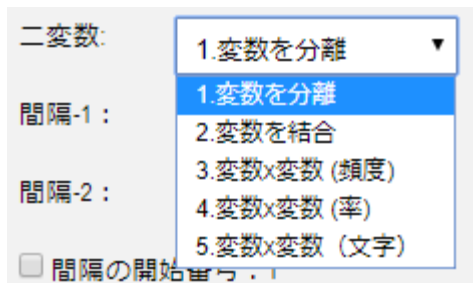 二変数:
1.変数を分離
1.変数を分離
間隔-1：
2.変数を結合
3.変数x変数 (頻度)
間隔-2：
4.変数x変数 (率)
5.変数x変数（文字）
間隔の開始番号：1